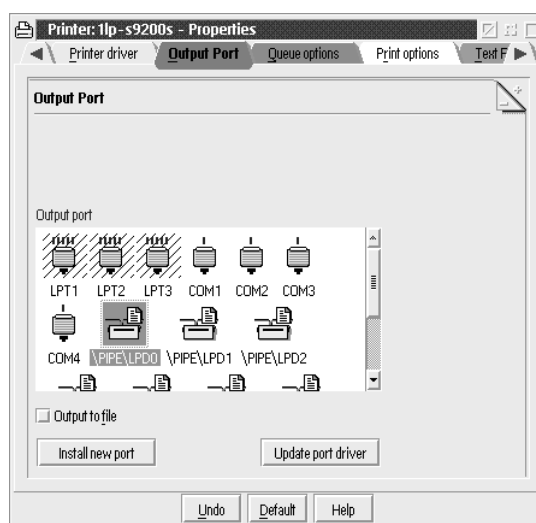 Printer: 1lp-s9200s - Properties
Printer driver Output Port Queue options Print options Text F
Output Port
Output port
LPT1 LPT2 LPT3 COM1 COM2 COM3
COM4 \PIPE\LPD0 \PIPE\LPD1 \PIPE\LPD2
Output to file
Install new port Update port driver
Undo Default Help